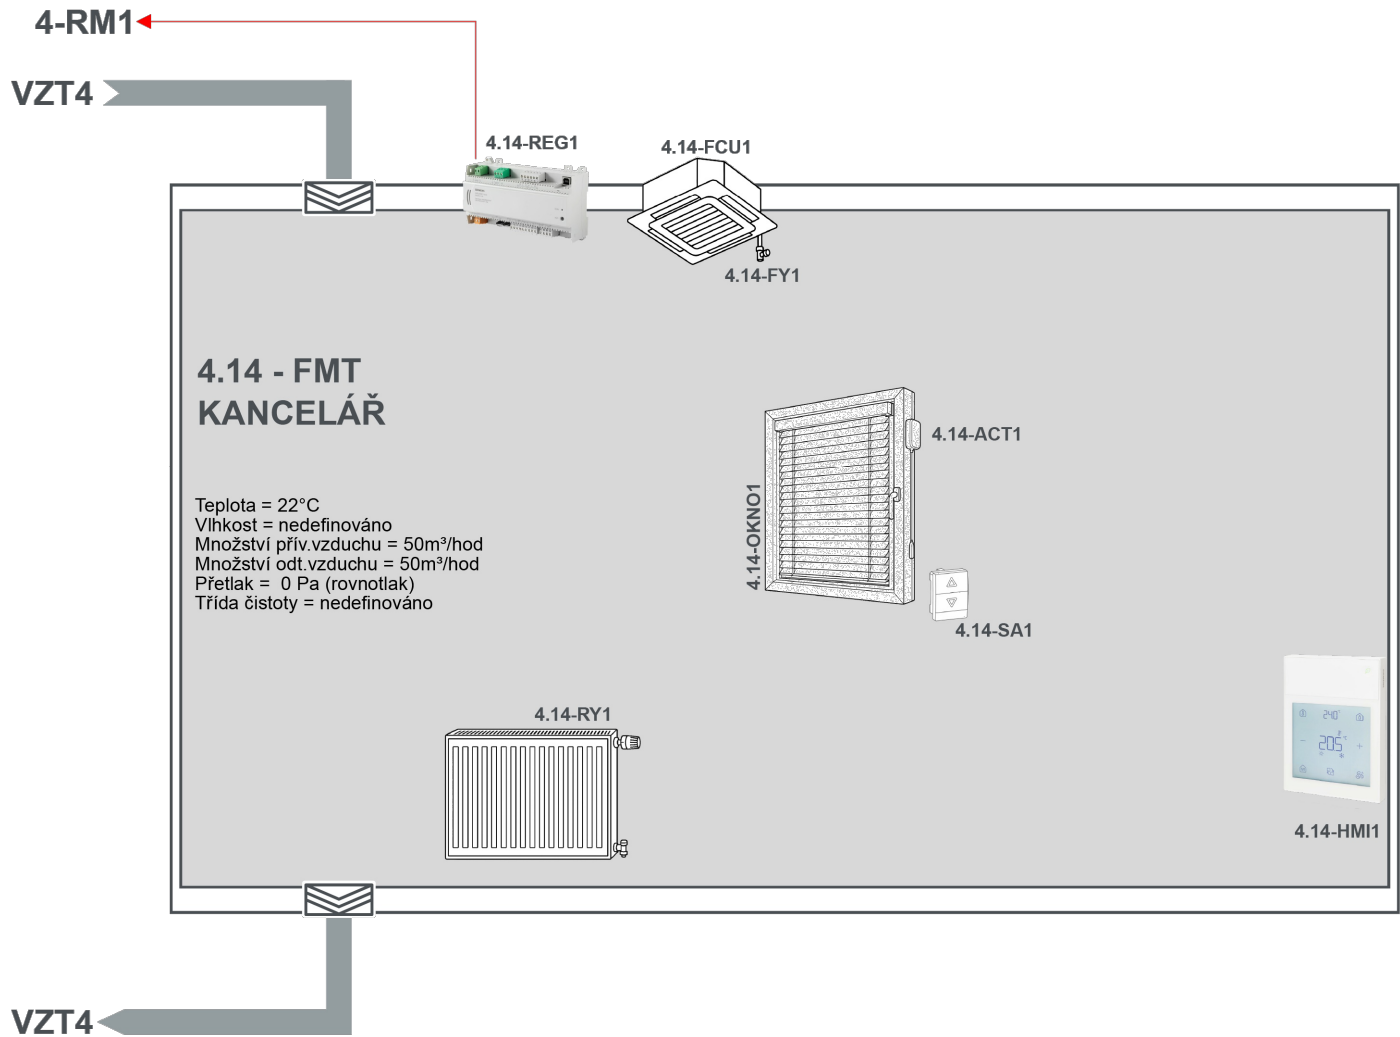 4-RM1
VZT4
4.14-REG1
4.14-FCU1
4.14-FY1
4.14 - FMT
KANCELÁŘ
4.14-ACT1
4.14-OKNO1
Teplota = 22°C
Vlhkost = nedefinováno
Množství přív.vzduchu = 50m³/hod
Množství odt.vzduchu = 50m³/hod
Přetlak =  0 Pa (rovnotlak)
Třída čistoty = nedefinováno
4.14-SA1
4.14-RY1
240
205
4.14-HMI1
VZT4